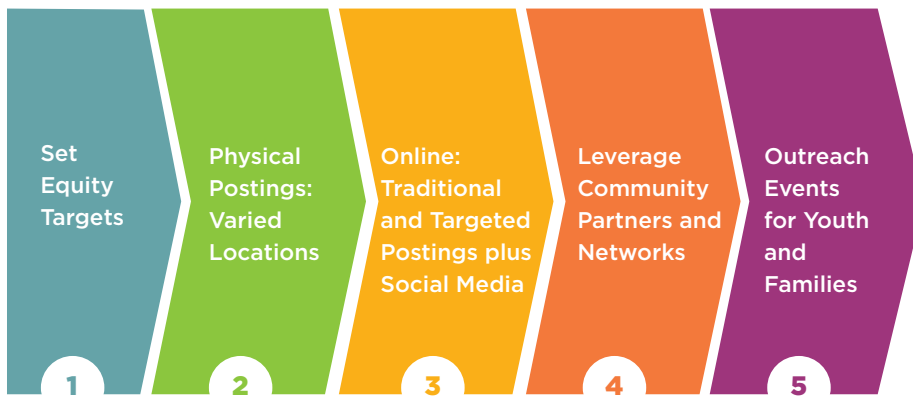 Set
Equity
Targets
1
Physical
Postings:
Varied
Locations
2
Online:
Traditional
and Targeted
Postings plus
Social Media
3
Leverage
Community
Partners and
Networks
4
Outreach
Events
for Youth
and
Families
5